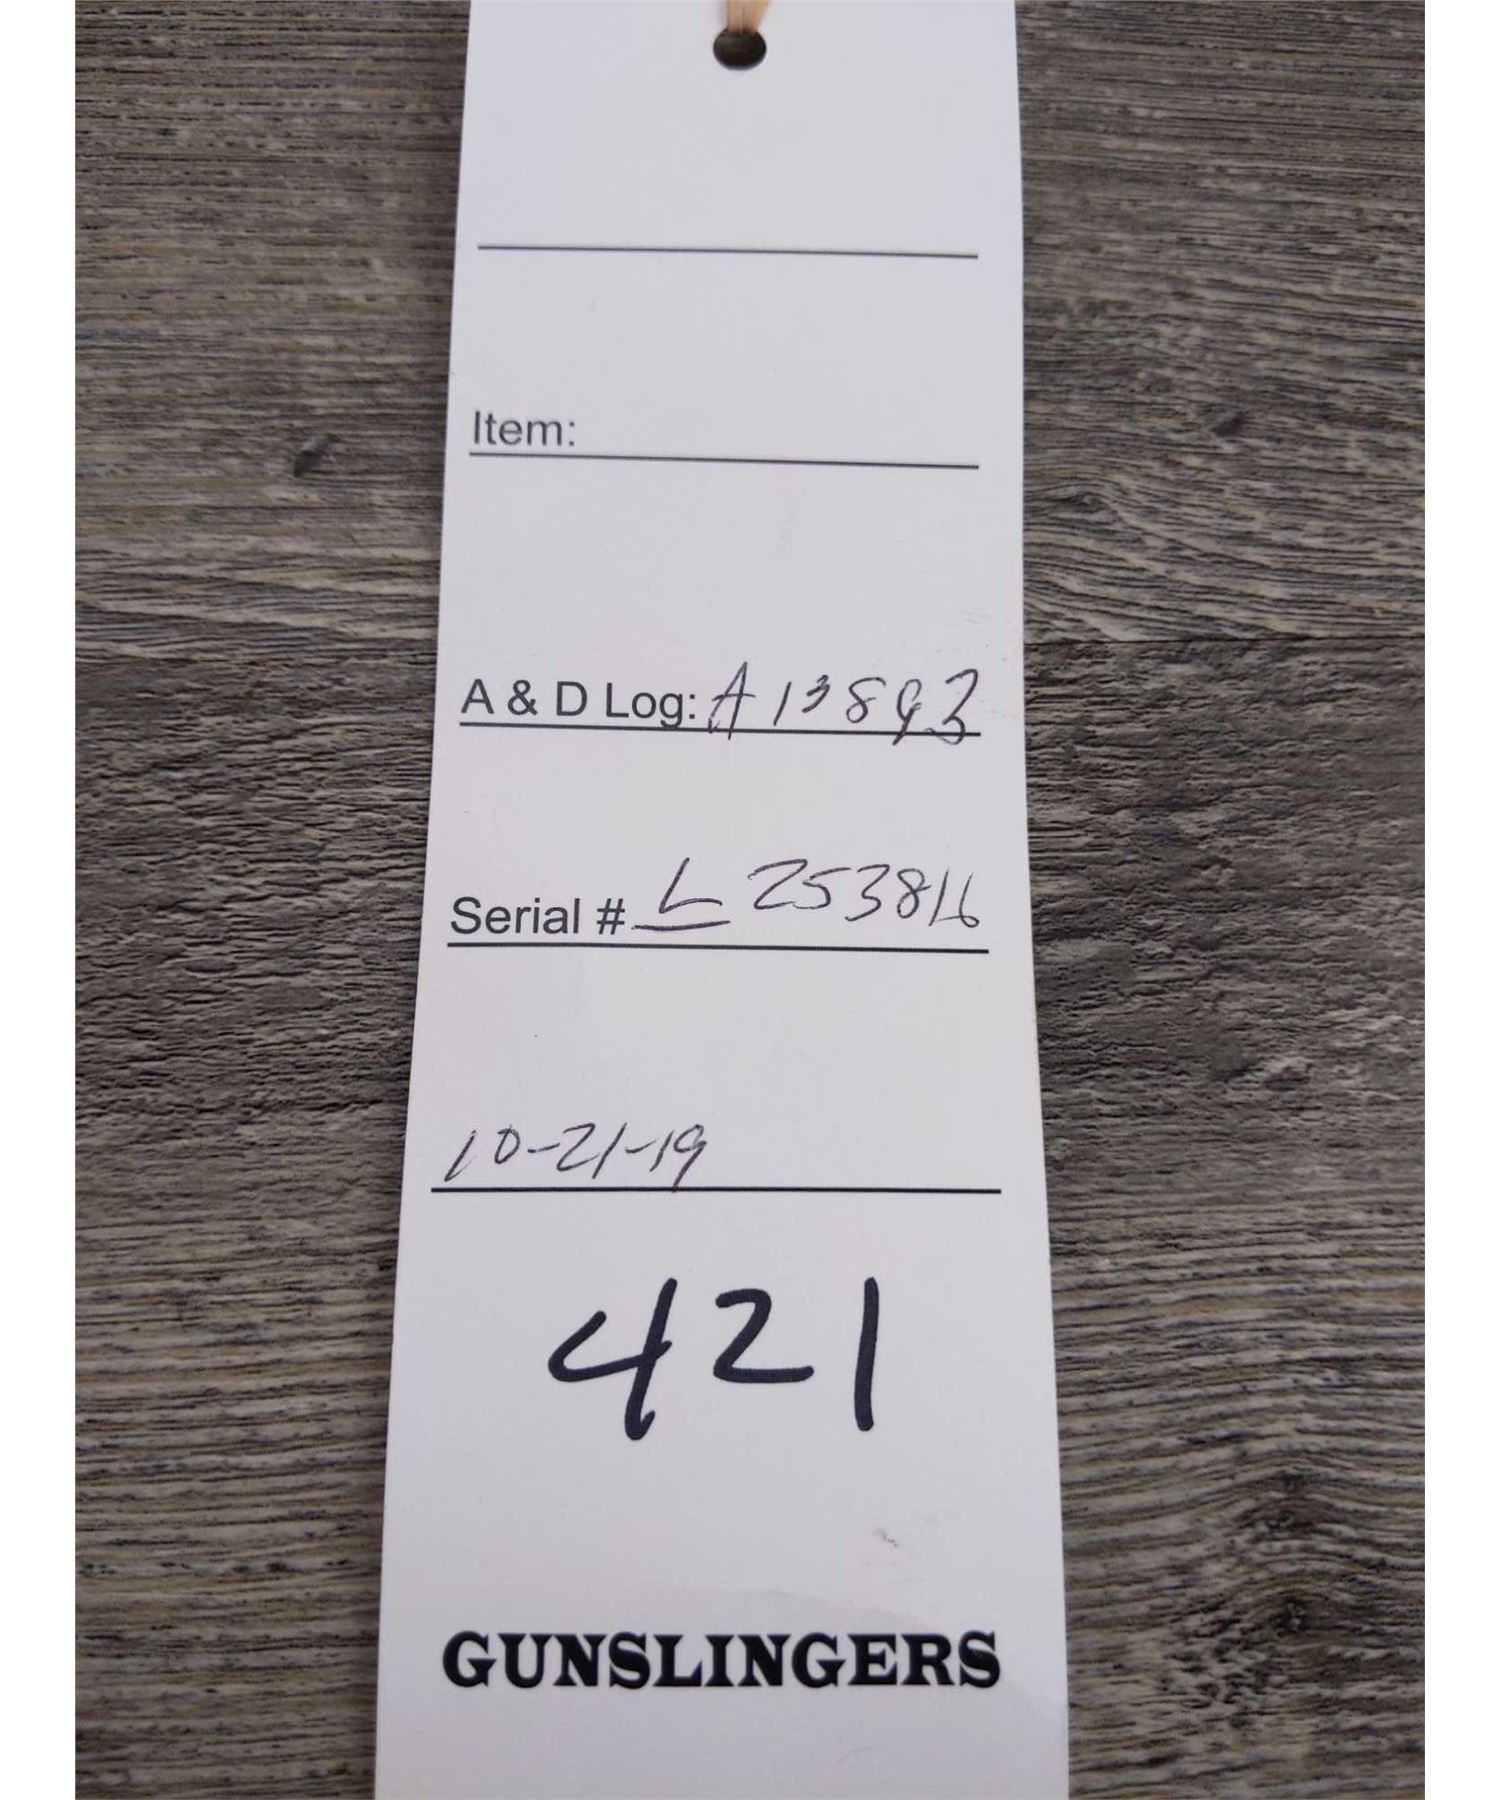 Item:
A & D Log: A13893
Serial # L253816
10-21-19
421
GUNSLINGERS